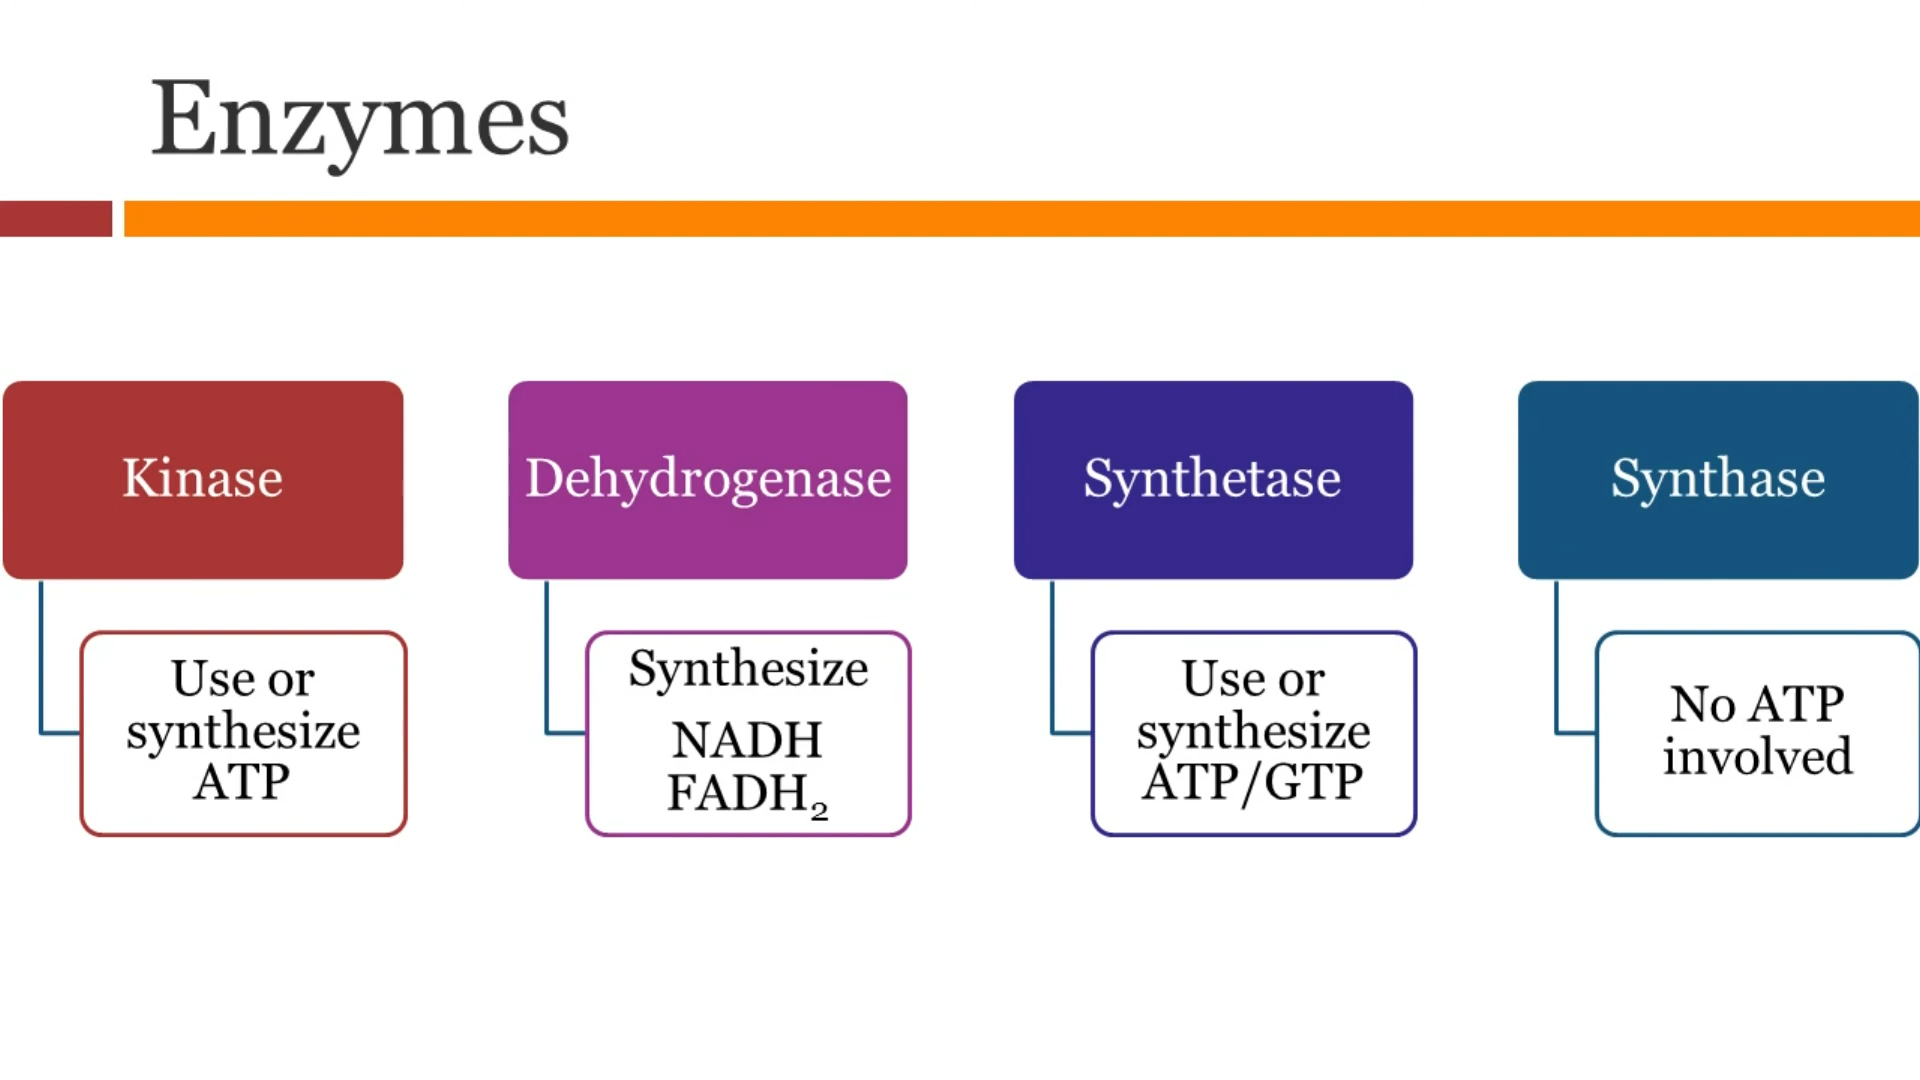 Enzymes
Kinase
Use or
synthesize
ATP
Dehydrogenase
Synthesize
NADH
FADH₂
Synthetase
Use or
synthesize
ATP/GTP
Synthase
No ATP
involved